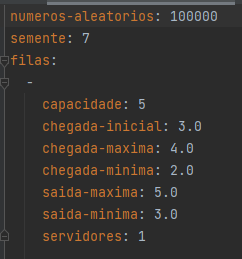 numeros-aleatorios: 100000
semente: 7
filas:
-
capacidade: 5
chegada-inicial: 3.0
chegada-maxima: 4.0
chegada-minima: 2.0
saida-maxima: 5.0
saida-minima: 3.0
servidores: 1